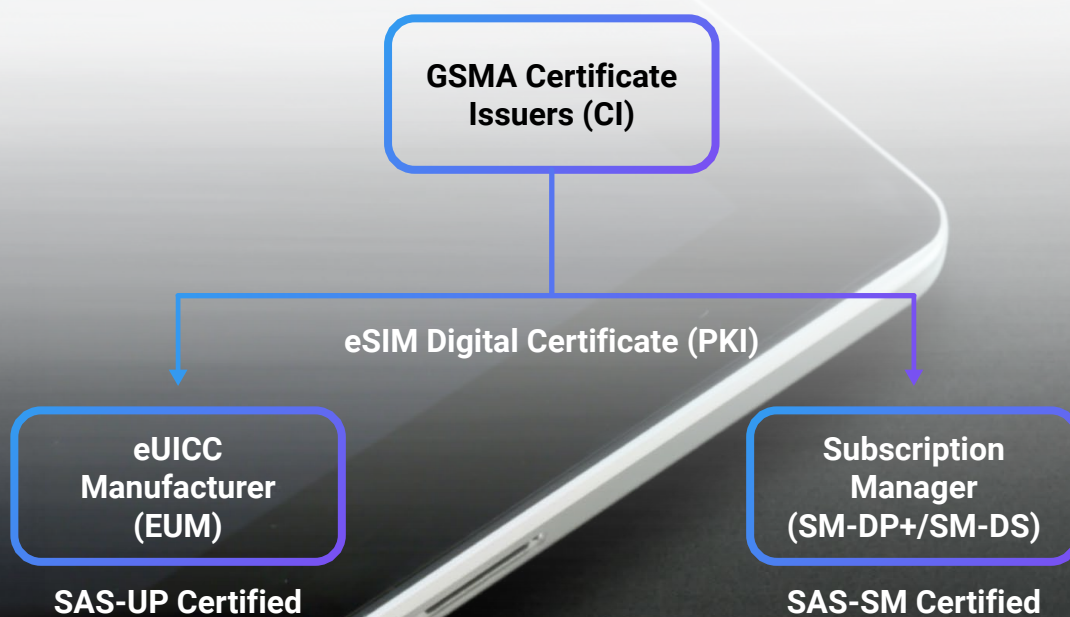 GSMA Certificate
Issuers (CI)
eSIM Digital Certificate (PKI)
eUICC
Manufacturer
(EUM)
Subscription
Manager
(SM-DP+/SM-DS)
SAS-UP Certified
SAS-SM Certified